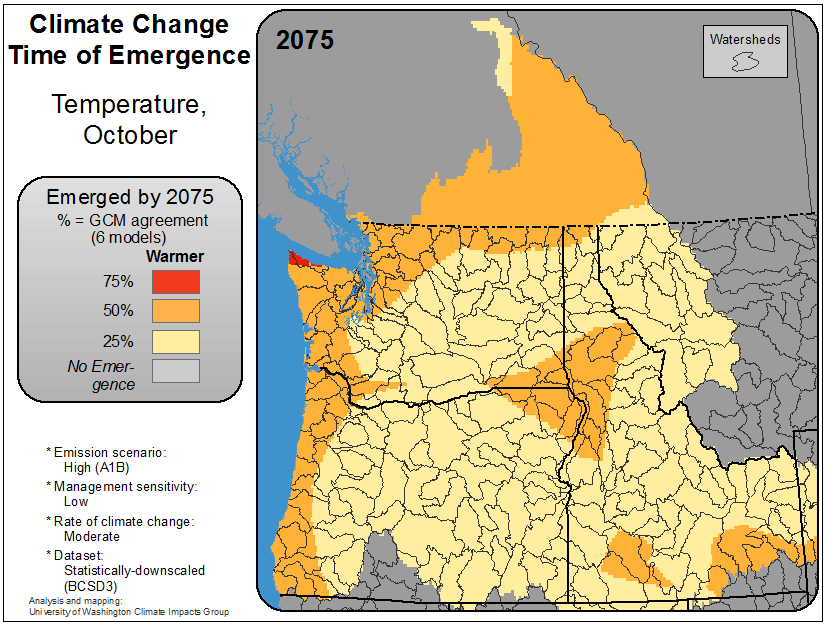 Climate Change
Time of Emergence
Temperature,
October
Emerged by 2075
% = GCM agreement
(6 models)
Warmer
75%
50%
25%
No Emer-
gence
* Emission scenario:
High (A1B)
* Management sensitivity:
Low
* Rate of climate change:
Moderate
* Dataset:
Statistically-downscaled
(BCSD3)
Analysis and mapping:
University of Washington Climate Impacts Group
2075
Watersheds